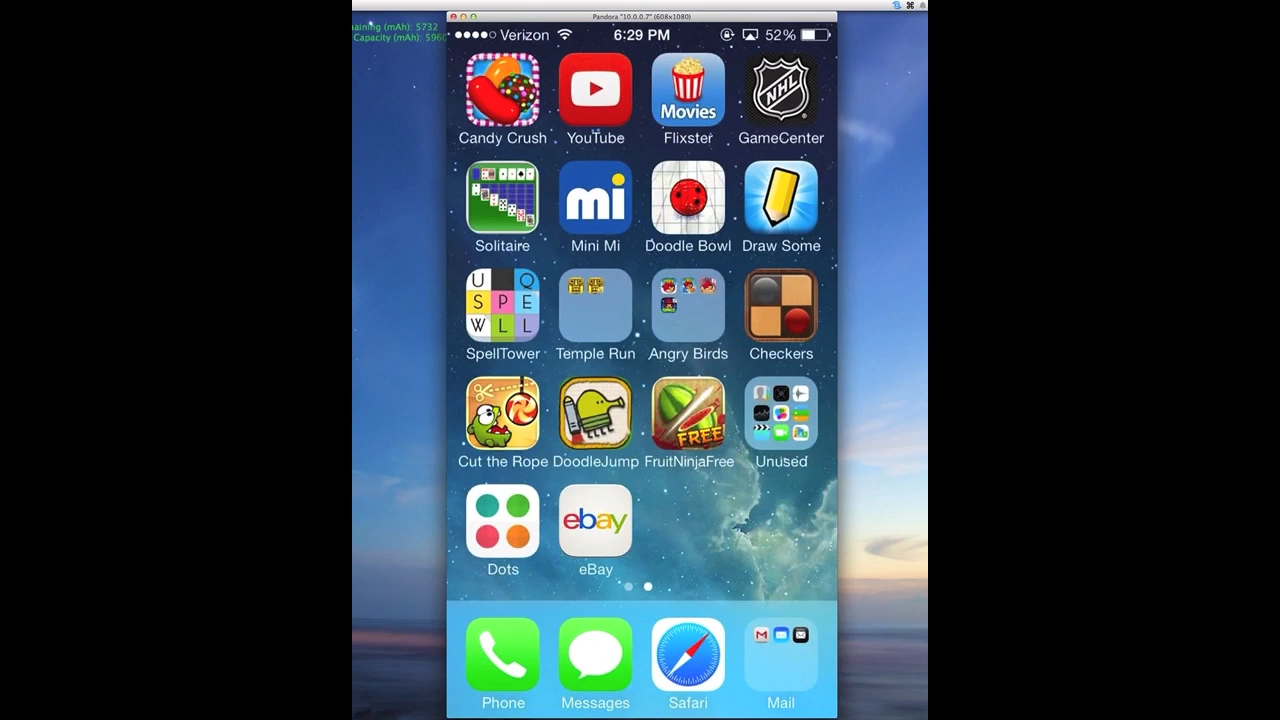 Pandora "10.0.0.7" (608x1080)
aining (mAh): 5732
Capacity (mAh): 5960
Verizon 6:29 PM 52%
Movies NHL
Candy Crush YouTube Flixster GameCenter
mi
Solitaire Mini Mi Doodle Bowl Draw Some
U Q
S P E
W L L
SpellTower Temple Run Angry Birds Checkers
FREE!
Cut the Rope DoodleJump FruitNinjaFree Unused
ebay
Dots eBay
Phone Messages Safari Mail